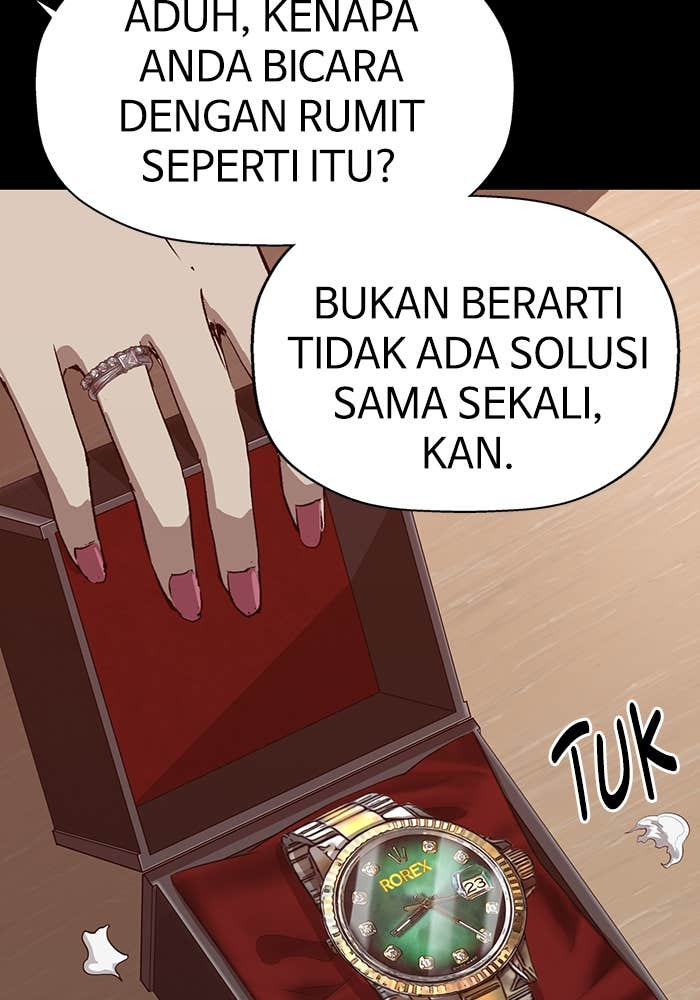 ADUH, KENAPA
ANDA BICARA
DENGAN RUMIT
SEPERTI ITU?
BUKAN BERARTI
TIDAK ADA SOLUSI
SAMA SEKALI,
KAN.
TUK
ROREX
23